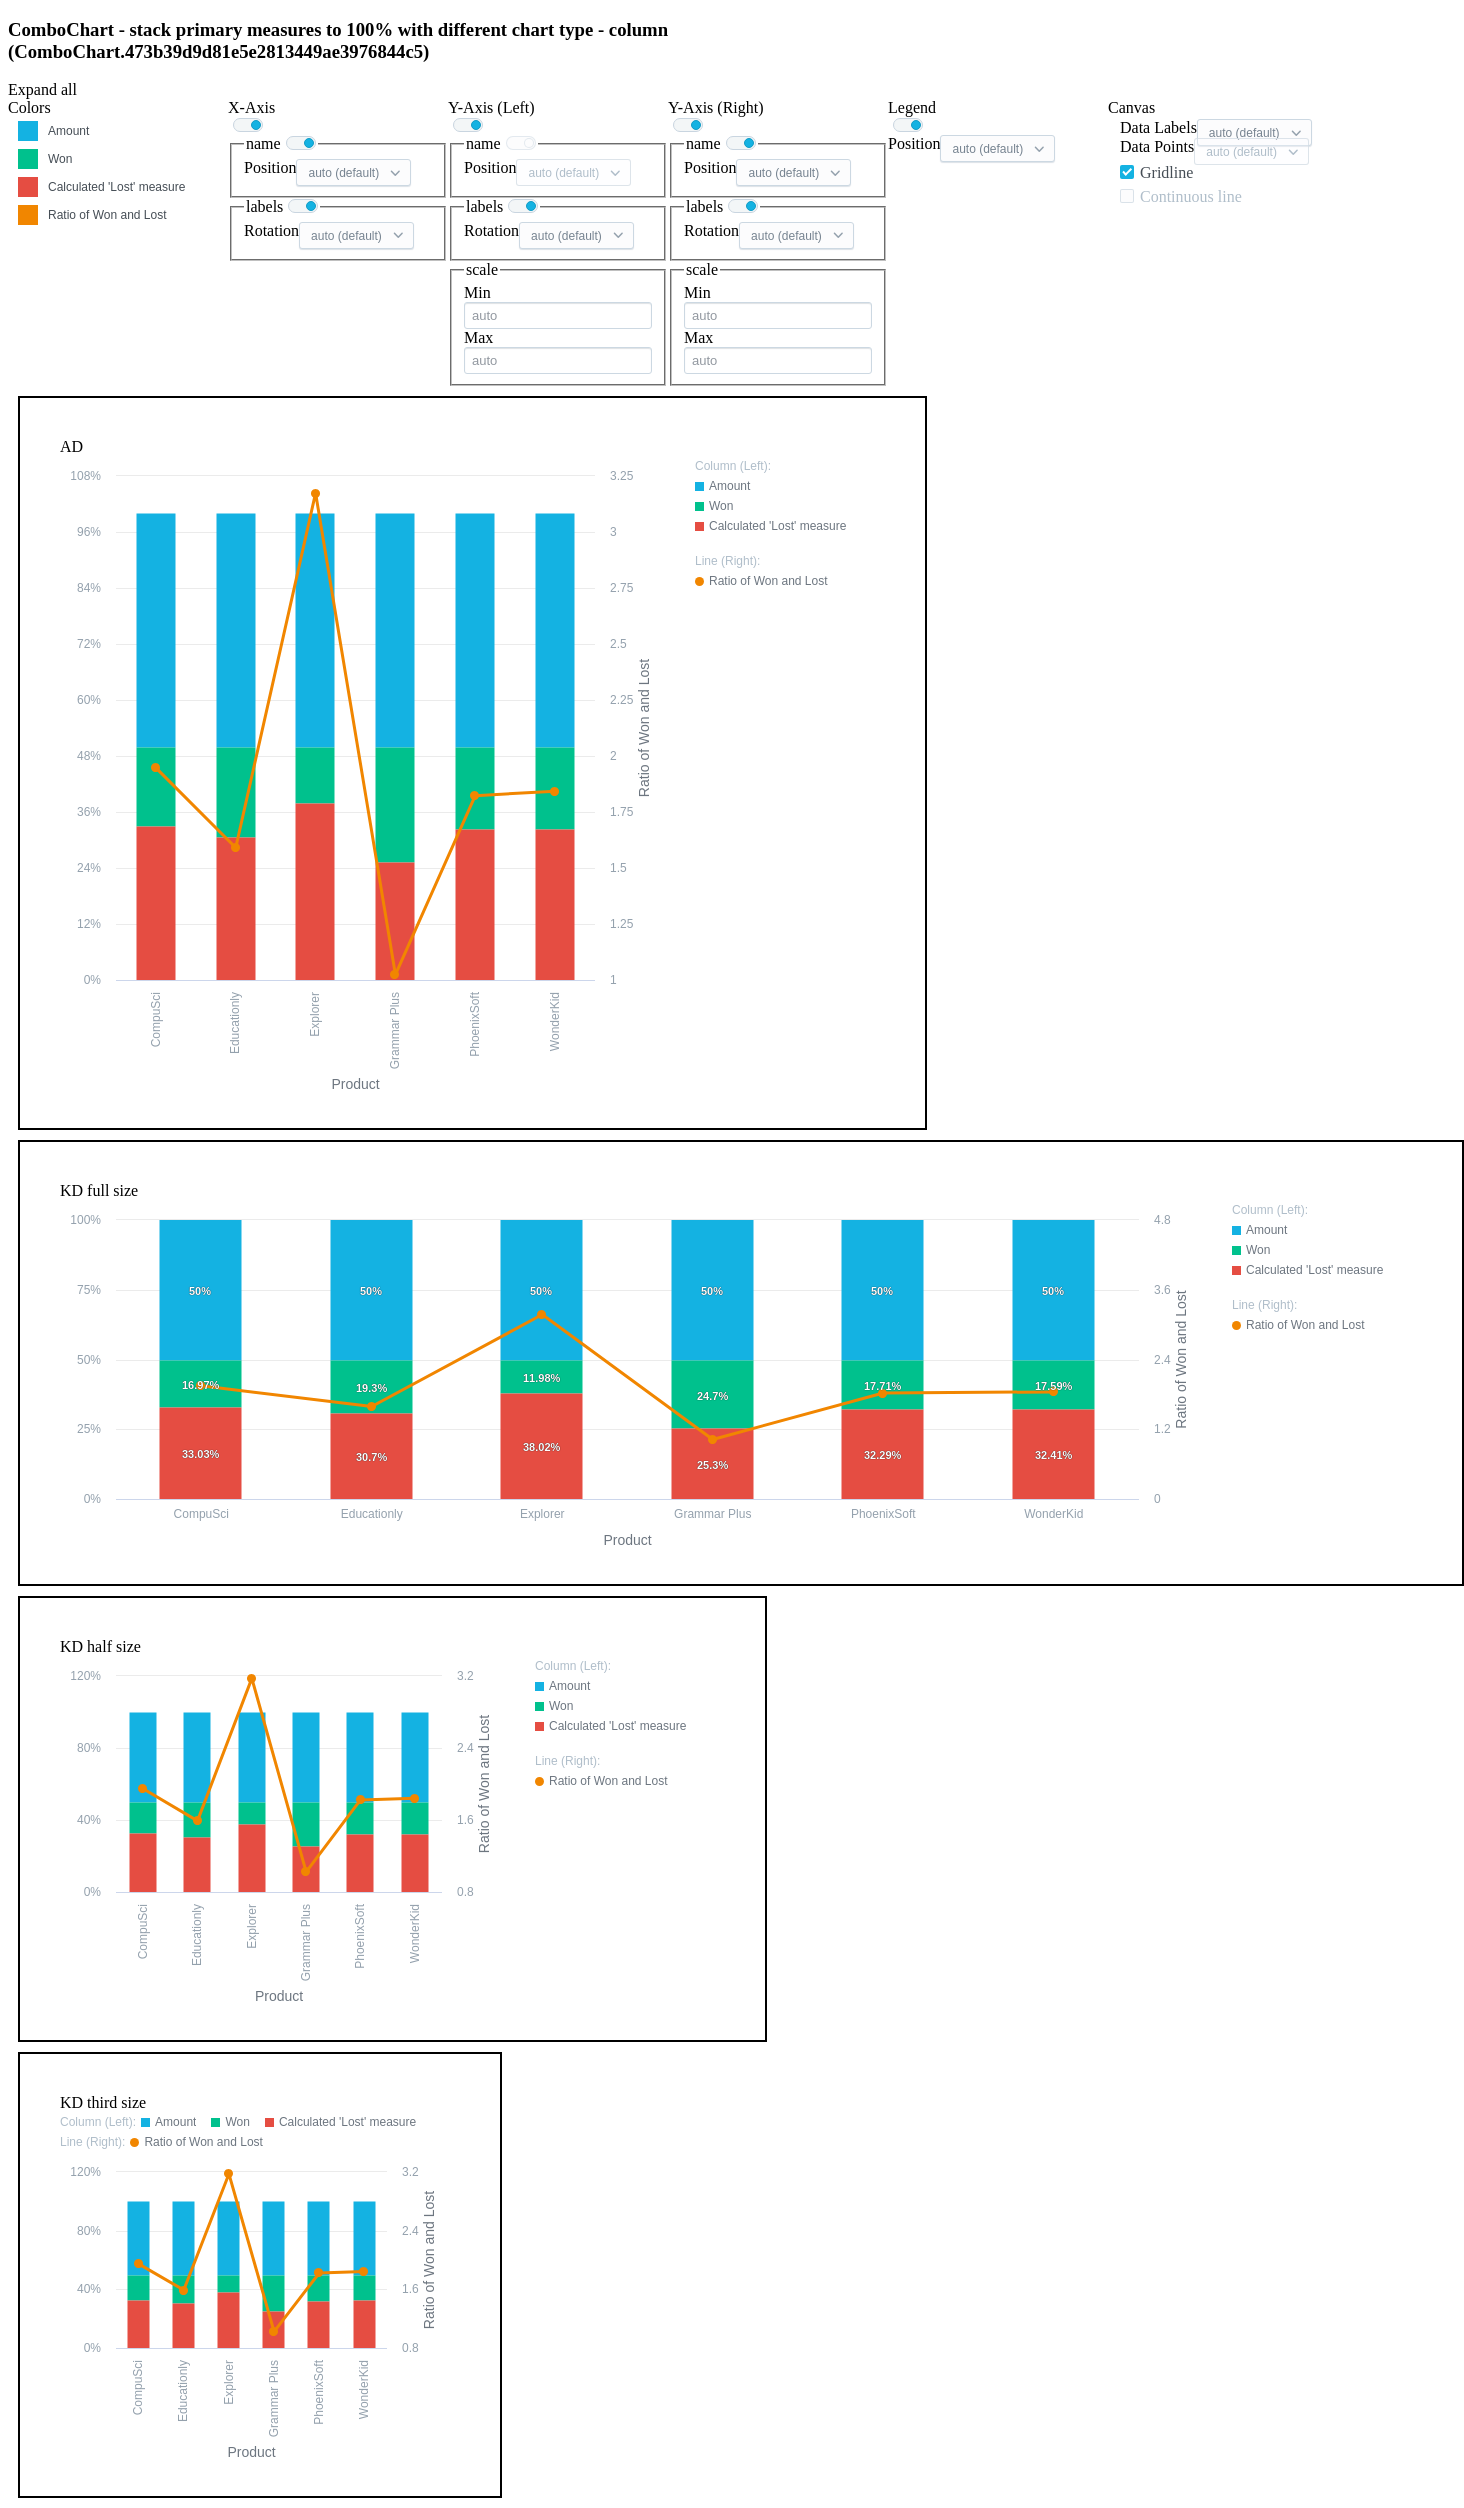 ComboChart - stack primary measures to 100% with different chart type - column
(ComboChart.473b39d9d81e5e2813449ae3976844c5)
Expand all
Colors
Amount
Won
Calculated 'Lost' measure
Ratio of Won and Lost
X-Axis
name
Position auto (default)
labels
Rotation auto (default)
Y-Axis (Left)
name
Position auto (default)
labels
Rotation auto (default)
scale
Min
auto
Max
auto
Y-Axis (Right)
name
Position auto (default)
labels
Rotation auto (default)
scale
Min
auto
Max
auto
Legend
Position auto (default)
Canvas
Data Labels auto (default)
Data Points auto (default)
Gridline
Continuous line
AD
108%
96%
84%
72%
60%
48%
36%
24%
12%
0%
3.25
3
2.75
2.5
2.25
2
1.75
1.5
1.25
1
Ratio of Won and Lost
CompuSci
Educationly
Explorer
Grammar Plus
PhoenixSoft
WonderKid
Product
Column (Left):
Amount
Won
Calculated 'Lost' measure
Line (Right):
Ratio of Won and Lost
KD full size
100%
75%
50%
25%
0%
50% 50% 50% 50% 50% 50%
16.97% 19.3% 11.98% 24.7% 17.71% 17.59%
33.03% 30.7% 38.02% 25.3% 32.29% 32.41%
4.8
3.6
2.4
1.2
0
Ratio of Won and Lost
CompuSci Educationly Explorer Grammar Plus PhoenixSoft WonderKid
Product
Column (Left):
Amount
Won
Calculated 'Lost' measure
Line (Right):
Ratio of Won and Lost
KD half size
120%
80%
40%
0%
3.2
2.4
1.6
0.8
Ratio of Won and Lost
CompuSci
Educationly
Explorer
Grammar Plus
PhoenixSoft
WonderKid
Product
Column (Left):
Amount
Won
Calculated 'Lost' measure
Line (Right):
Ratio of Won and Lost
KD third size
Column (Left): Amount Won Calculated 'Lost' measure
Line (Right): Ratio of Won and Lost
120%
80%
40%
0%
3.2
2.4
1.6
0.8
Ratio of Won and Lost
CompuSci
Educationly
Explorer
Grammar Plus
PhoenixSoft
WonderKid
Product